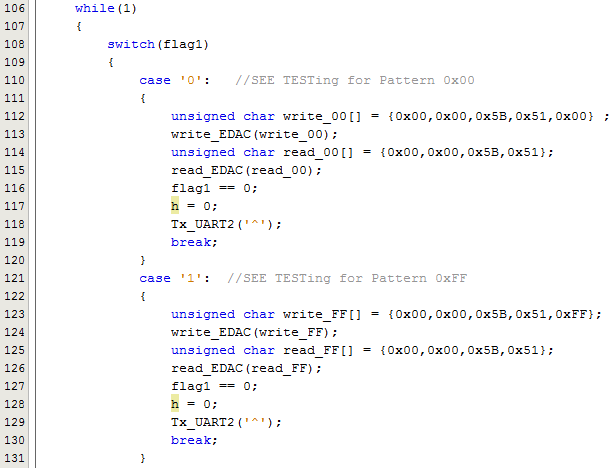 106 while(1)
107 {
108 switch(flag1)
109 {
110 case '0': //SEE TESTing for Pattern 0x00
111 {
112 unsigned char write_00[] = {0x00,0x00,0x5B,0x51,0x00} ;
113 write_EDAC(write_00);
114 unsigned char read_00[] = {0x00,0x00,0x5B,0x51};
115 read_EDAC(read_00);
116 flag1 == 0;
117 h = 0;
118 Tx_UART2('^');
119 break;
120 }
121 case '1': //SEE TESTing for Pattern 0xFF
122 {
123 unsigned char write_FF[] = {0x00,0x00,0x5B,0x51,0xFF};
124 write_EDAC(write_FF);
125 unsigned char read_FF[] = {0x00,0x00,0x5B,0x51};
126 read_EDAC(read_FF);
127 flag1 == 0;
128 h = 0;
129 Tx_UART2('^');
130 break;
131 }